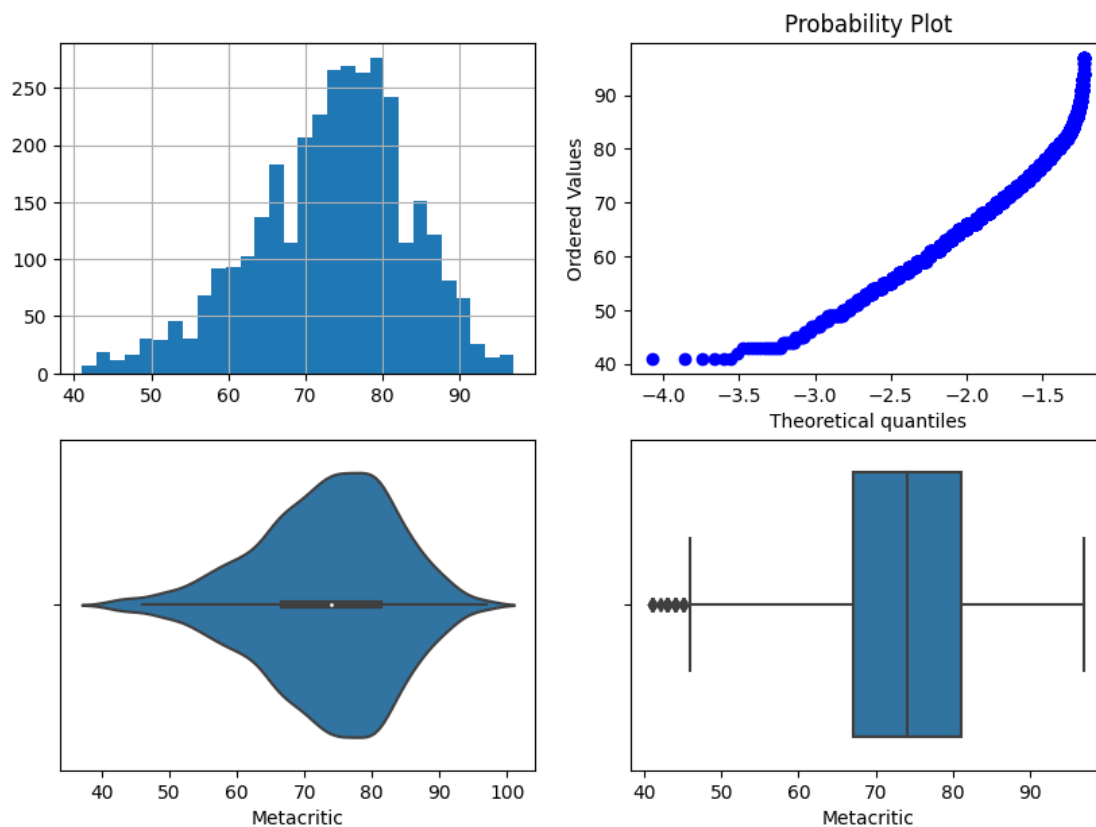 250
200
150
100
50
0
40 50 60 70 80 90
Probability Plot
Ordered Values
90
80
70
60
50
40
−4.0 −3.5 −3.0 −2.5 −2.0 −1.5
Theoretical quantiles
40 50 60 70 80 90 100
Metacritic
40 50 60 70 80 90
Metacritic